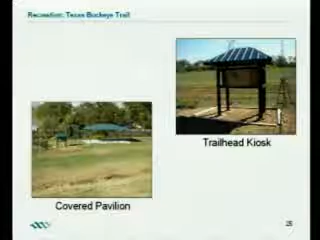 Recreation: Texas Buckeye Trail
Trailhead Kiosk
Covered Pavilion
25